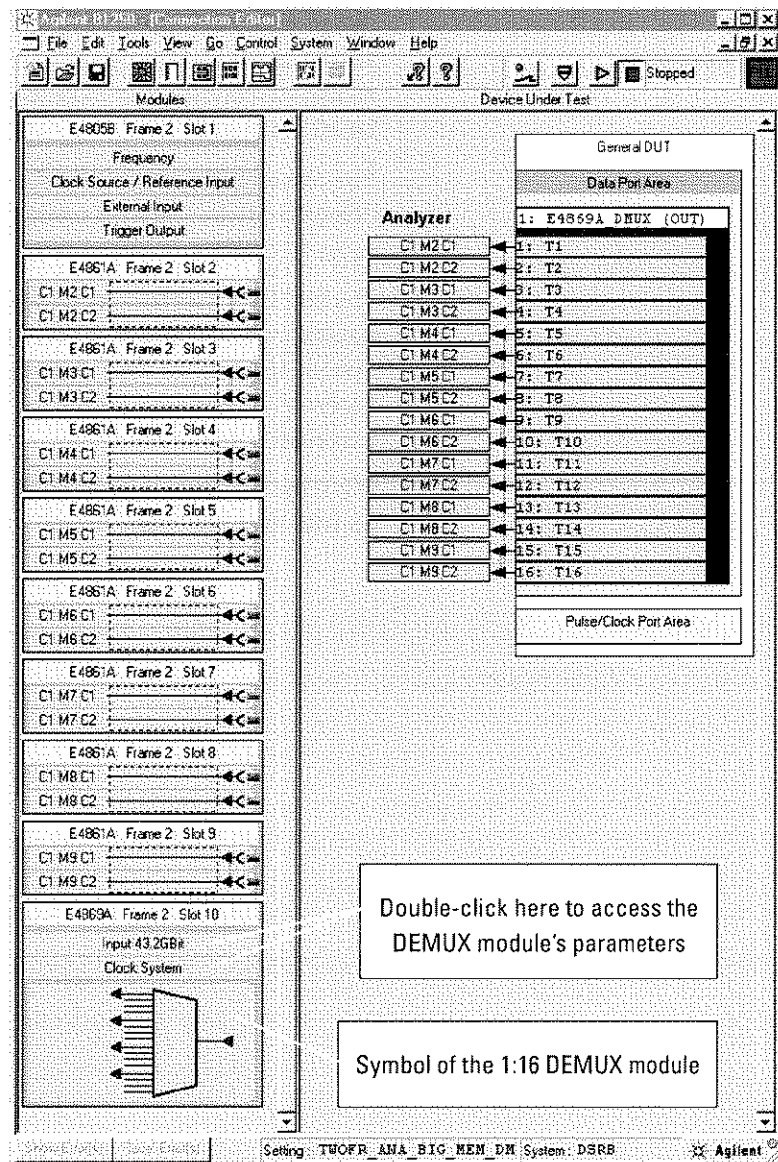 Agilent 81250 - [Connection Editor]
File Edit Tools View Go Control System Window Help
Stopped
Modules
Device Under Test
E4805B Frame 2 Slot 1
Frequency
Clock Source / Reference Input
External Input
Trigger Output
E4861A Frame 2 Slot 2
C1 M2 C1
C1 M2 C2
E4861A Frame 2 Slot 3
C1 M3 C1
C1 M3 C2
E4861A Frame 2 Slot 4
C1 M4 C1
C1 M4 C2
E4861A Frame 2 Slot 5
C1 M5 C1
C1 M5 C2
E4861A Frame 2 Slot 6
C1 M6 C1
C1 M6 C2
E4861A Frame 2 Slot 7
C1 M7 C1
C1 M7 C2
E4861A Frame 2 Slot 8
C1 M8 C1
C1 M8 C2
E4861A Frame 2 Slot 9
C1 M9 C1
C1 M9 C2
E4869A Frame 2 Slot 10
Input 43.2GBit
Clock System
General DUT
Data Port Area
Analyzer
1: E4869A_DMUX (OUT)
C1 M2 C1 1: T1
C1 M2 C2 2: T2
C1 M3 C1 3: T3
C1 M3 C2 4: T4
C1 M4 C1 5: T5
C1 M4 C2 6: T6
C1 M5 C1 7: T7
C1 M5 C2 8: T8
C1 M6 C1 9: T9
C1 M6 C2 10: T10
C1 M7 C1 11: T11
C1 M7 C2 12: T12
C1 M8 C1 13: T13
C1 M8 C2 14: T14
C1 M9 C1 15: T15
C1 M9 C2 16: T16
Pulse/Clock Port Area
Double-click here to access the
DEMUX module's parameters
Symbol of the 1:16 DEMUX module
Setting: TWOFR_ANA_BIG_MEM_DM System: DSRB
Agilent